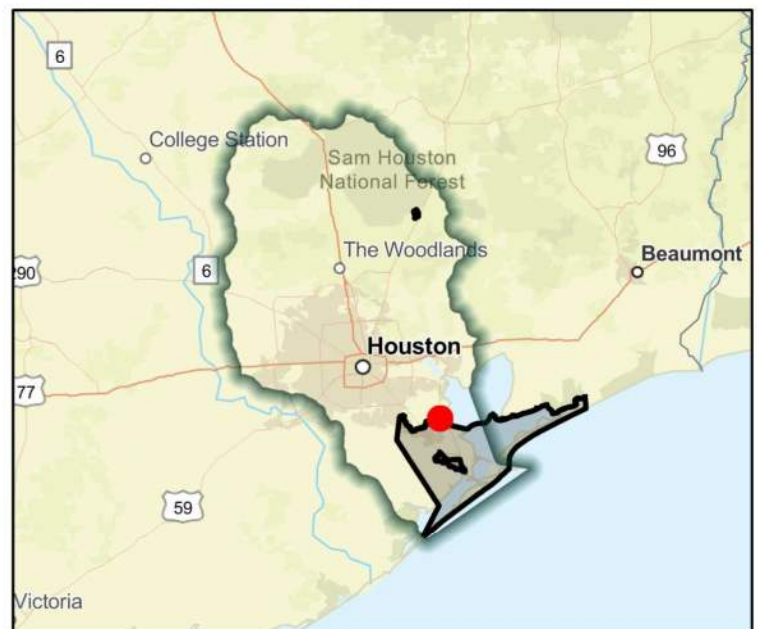 6
College Station
Sam Houston
National Forest
96
The Woodlands
Beaumont
290
6
Houston
77
59
Victoria